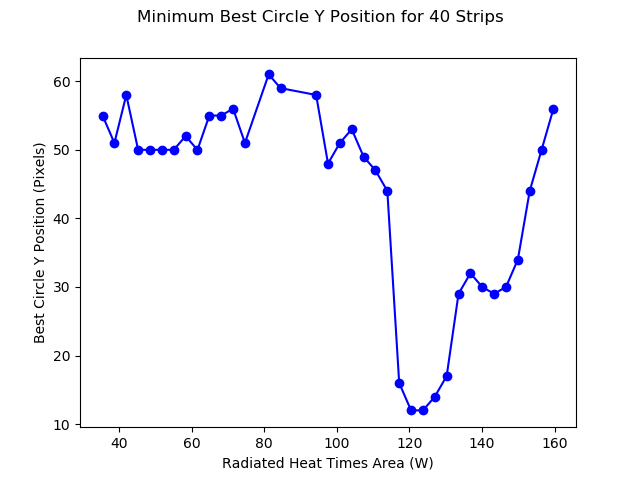 Minimum Best Circle Y Position for 40 Strips
60
50
40
30
20
10
Best Circle Y Position (Pixels)
40 60 80 100 120 140 160
Radiated Heat Times Area (W)